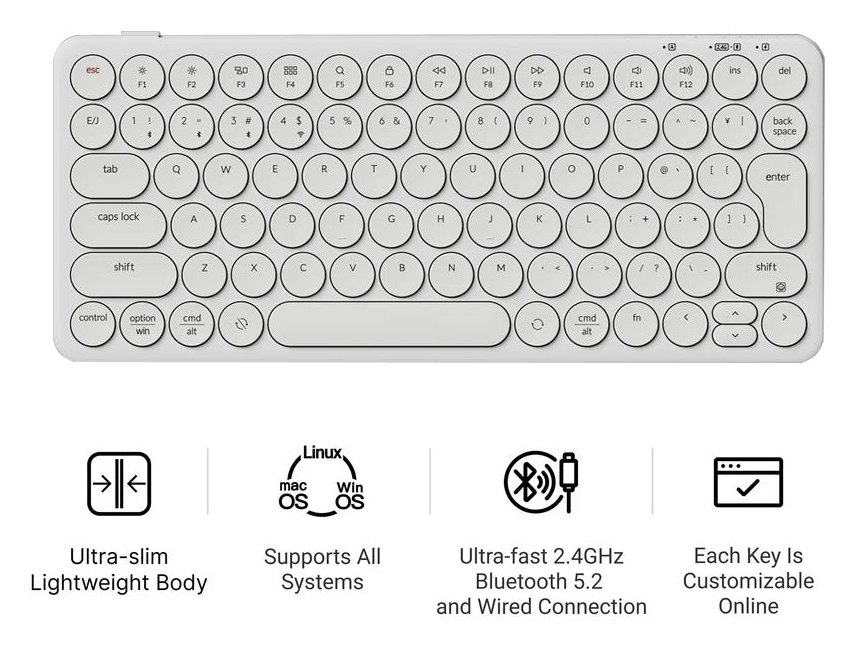 A 2.4G
esc F1 F2 F3 F4 F5 F6 F7 F8 F9 F10 F11 F12 ins del
E/J 1 ! 2 " 3 # 4 $ 5 % 6 & 7 ' 8 ( 9 ) 0 - = ^ ~ ¥ | back space
tab Q W E R T Y U I O P @ ` [ { enter
caps lock A S D F G H J K L ; + : * ] }
shift Z X C V B N M , < . > / ? \ _ shift
control option win cmd alt cmd alt fn < ^ >
Linux
mac OS Win OS
Ultra-slim Supports All Ultra-fast 2.4GHz Each Key Is
Lightweight Body Systems Bluetooth 5.2 Customizable
and Wired Connection Online